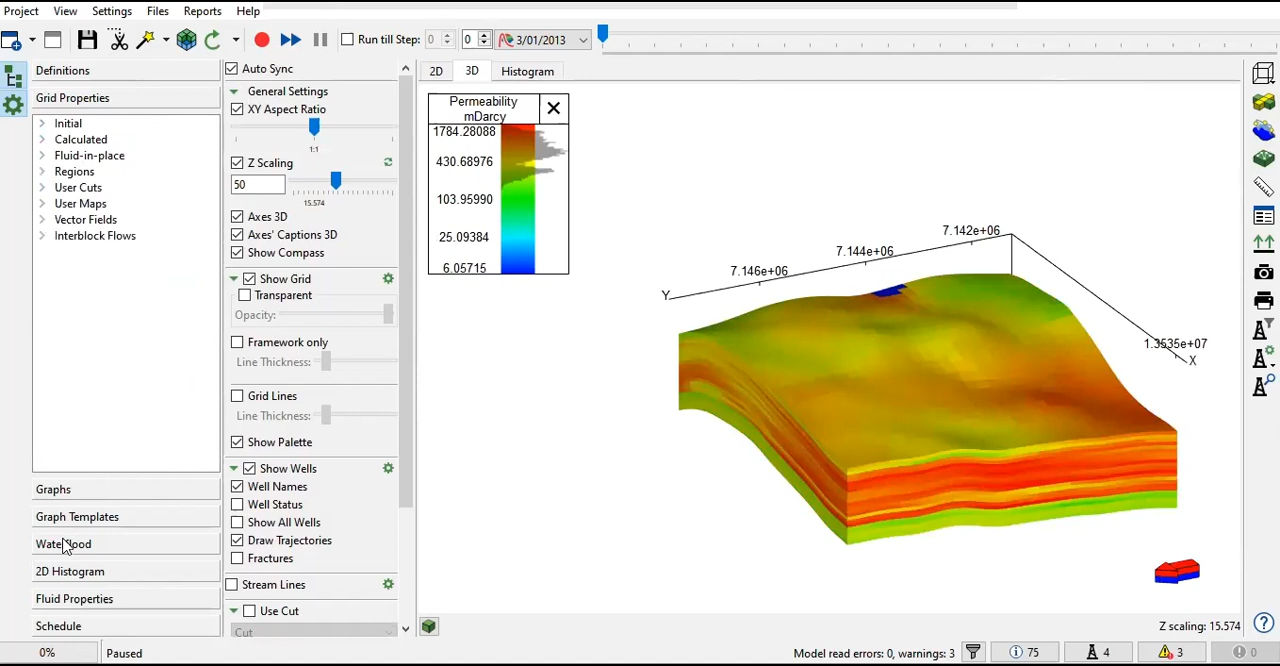 Project View Settings Files Reports Help
Run till Step: 0 0 3/01/2013
Definitions
Grid Properties
Initial
Calculated
Fluid-in-place
Regions
User Cuts
User Maps
Vector Fields
Interblock Flows
Graphs
Graph Templates
2D Histogram
Fluid Properties
Schedule
Auto Sync
General Settings
XY Aspect Ratio
1:1
Z Scaling
50
15.574
Axes 3D
Axes' Captions 3D
Show Compass
Show Grid
Transparent
Opacity:
Framework only
Line Thickness:
Grid Lines
Line Thickness:
Show Palette
Show Wells
Well Names
Well Status
Show All Wells
Draw Trajectories
Fractures
Stream Lines
Use Cut
Cut
2D 3D Histogram
Permeability
mDarcy
1784.28088
430.68976
103.95990
25.09384
6.05715
7.142e+06
7.144e+06
7.146e+06
Y
1.3535e+07
X
Z scaling: 15.574
0% Paused
Model read errors: 0, warnings: 3 75 4 3 0